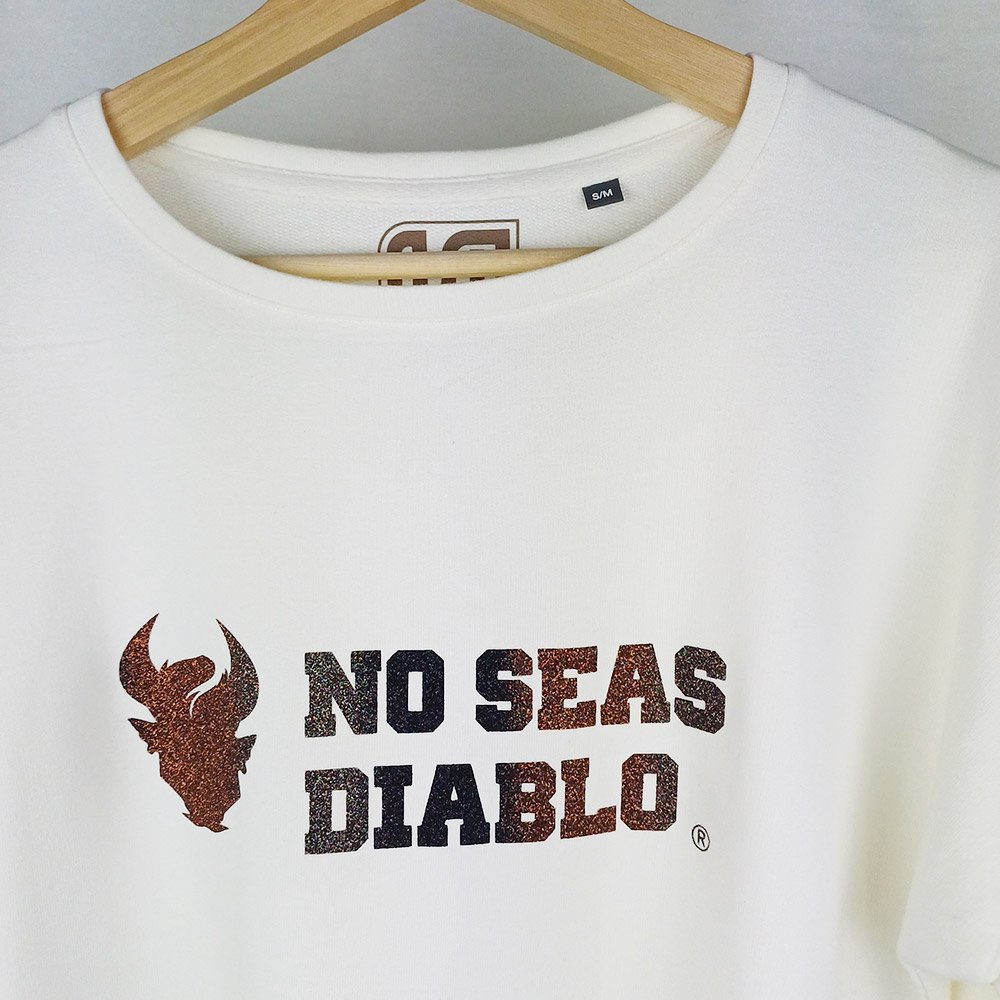 S/M
NO SEAS
DIABLO
®